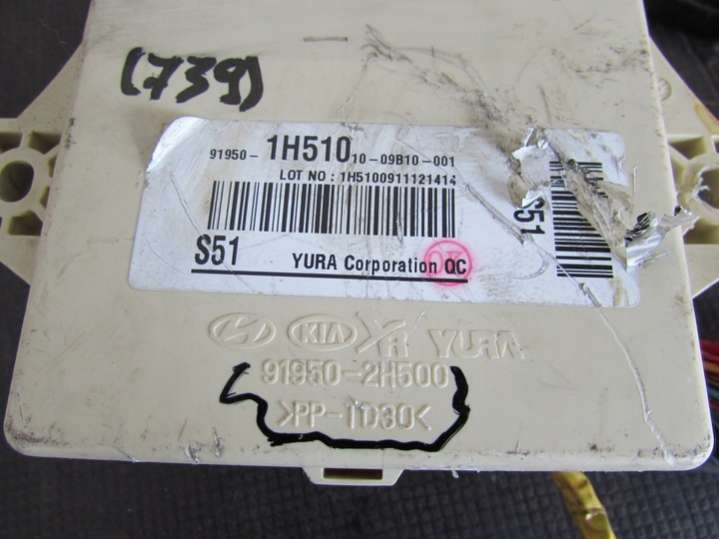 (739)
91950- 1H510 10-09B10-001
LOT NO : 1H5100911121414
S51 YURA Corporation QC
OK
S51
KIA YURA
91950-2H500
>PP-TD30<